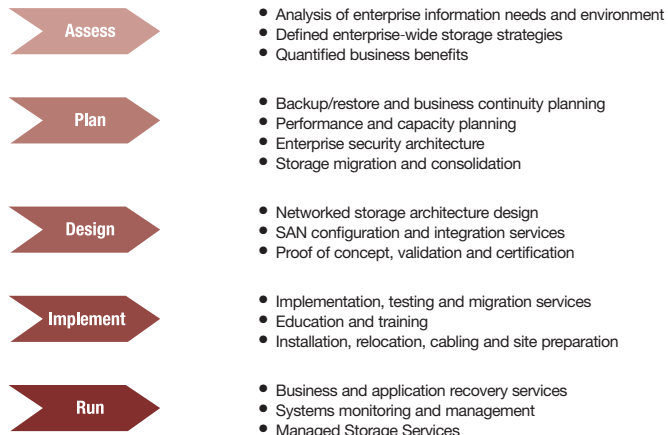 Assess
• Analysis of enterprise information needs and environment
• Defined enterprise-wide storage strategies
• Quantified business benefits
Plan
• Backup/restore and business continuity planning
• Performance and capacity planning
• Enterprise security architecture
• Storage migration and consolidation
Design
• Networked storage architecture design
• SAN configuration and integration services
• Proof of concept, validation and certification
Implement
• Implementation, testing and migration services
• Education and training
• Installation, relocation, cabling and site preparation
Run
• Business and application recovery services
• Systems monitoring and management
• Managed Storage Services